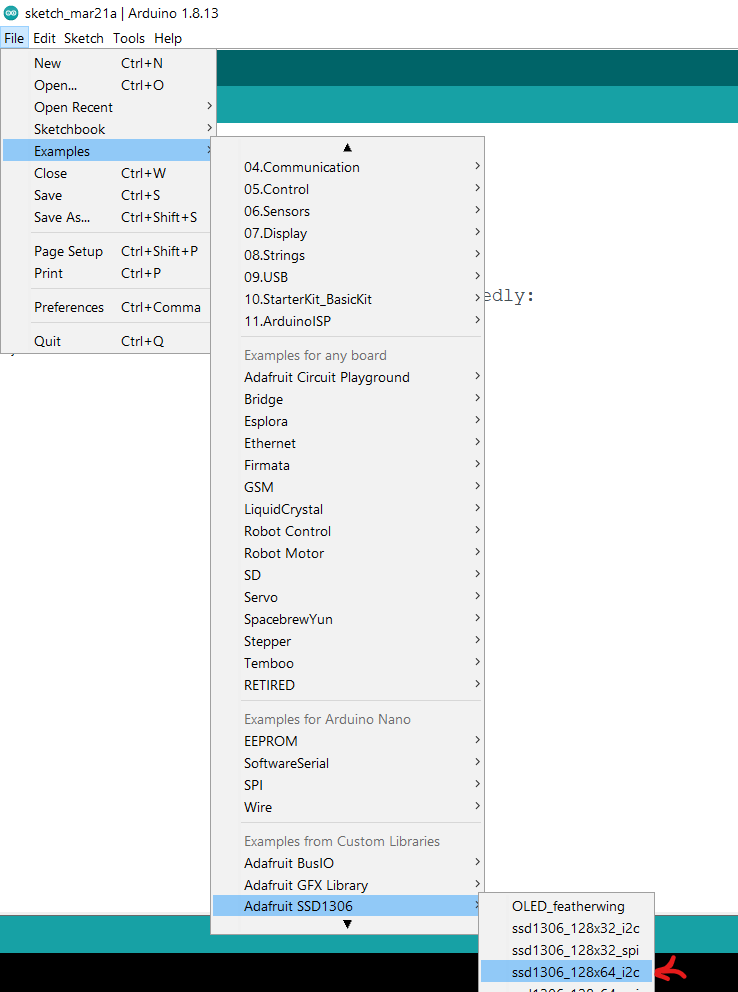 sketch_mar21a | Arduino 1.8.13
File Edit Sketch Tools Help
New Ctrl+N
Open... Ctrl+O
Open Recent
Sketchbook
Examples
Close Ctrl+W
Save Ctrl+S
Save As... Ctrl+Shift+S
Page Setup Ctrl+Shift+P
Print Ctrl+P
Preferences Ctrl+Comma
Quit Ctrl+Q
04.Communication
05.Control
06.Sensors
07.Display
08.Strings
09.USB
10.StarterKit_BasicKit
11.ArduinoISP
edly:
Examples for any board
Adafruit Circuit Playground
Bridge
Esplora
Ethernet
Firmata
GSM
LiquidCrystal
Robot Control
Robot Motor
SD
Servo
SpacebrewYun
Stepper
Temboo
RETIRED
Examples for Arduino Nano
EEPROM
SoftwareSerial
SPI
Wire
Examples from Custom Libraries
Adafruit BusIO
Adafruit GFX Library
Adafruit SSD1306
OLED_featherwing
ssd1306_128x32_i2c
ssd1306_128x32_spi
ssd1306_128x64_i2c